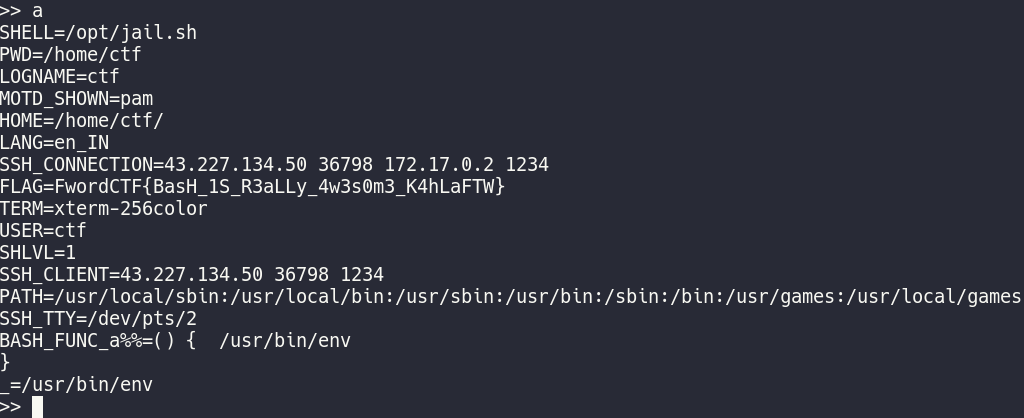 >> a
SHELL=/opt/jail.sh
PWD=/home/ctf
LOGNAME=ctf
MOTD_SHOWN=pam
HOME=/home/ctf/
LANG=en_IN
SSH_CONNECTION=43.227.134.50 36798 172.17.0.2 1234
FLAG=FwordCTF{BasH_1S_R3aLLy_4w3s0m3_K4hLaFTW}
TERM=xterm-256color
USER=ctf
SHLVL=1
SSH_CLIENT=43.227.134.50 36798 1234
PATH=/usr/local/sbin:/usr/local/bin:/usr/sbin:/usr/bin:/sbin:/bin:/usr/games:/usr/local/games
SSH_TTY=/dev/pts/2
BASH_FUNC_a%%=() {  /usr/bin/env
}
_=/usr/bin/env
>>